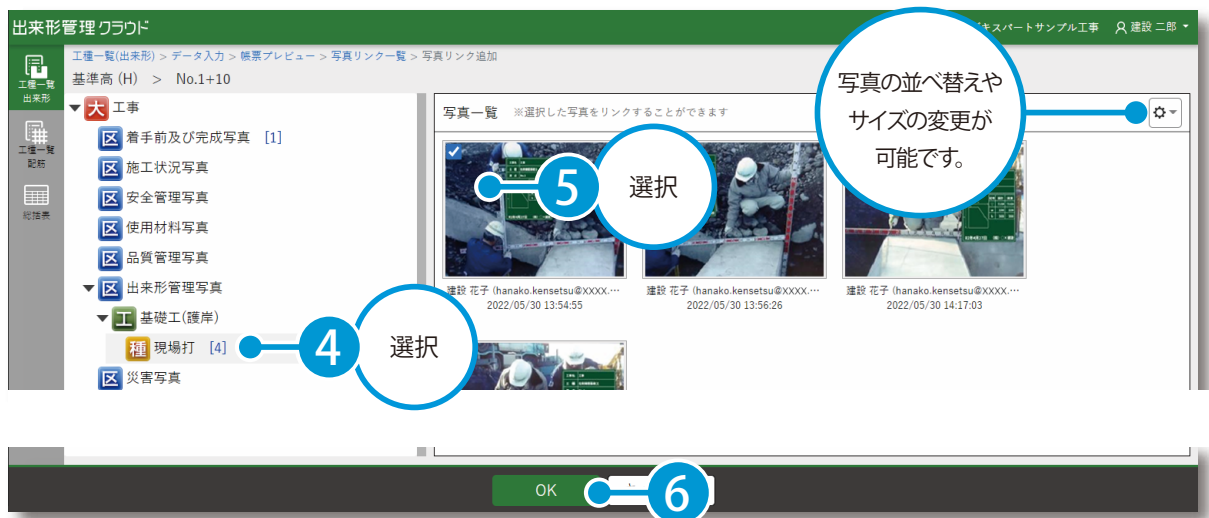 出来形管理クラウド
キスパートサンプル工事 建設 二郎
工種一覧
出来形
工種一覧
配筋
総括表
工種一覧(出来形) > データ入力 > 帳票プレビュー > 写真リンク一覧 > 写真リンク追加
基準高 (H) > No.1+10
大 工事
区 着手前及び完成写真 [1]
区 施工状況写真
区 安全管理写真
区 使用材料写真
区 品質管理写真
区 出来形管理写真
工 基礎工(護岸)
種 現場打 [4]
区 災害写真
4 選択
写真一覧 ※選択した写真をリンクすることができます
写真の並べ替えや
サイズの変更が
可能です。
5 選択
建設 花子 (hanako.kensetsu@XXXX.…
2022/05/30 13:54:55
建設 花子 (hanako.kensetsu@XXXX.…
2022/05/30 13:56:26
建設 花子 (hanako.kensetsu@XXXX.…
2022/05/30 14:17:03
OK
6